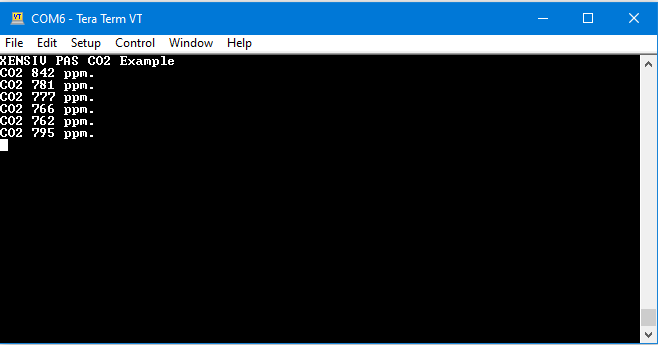 COM6 - Tera Term VT
File Edit Setup Control Window Help
XENSIV PAS CO2 Example
CO2 842 ppm.
CO2 781 ppm.
CO2 777 ppm.
CO2 766 ppm.
CO2 762 ppm.
CO2 795 ppm.